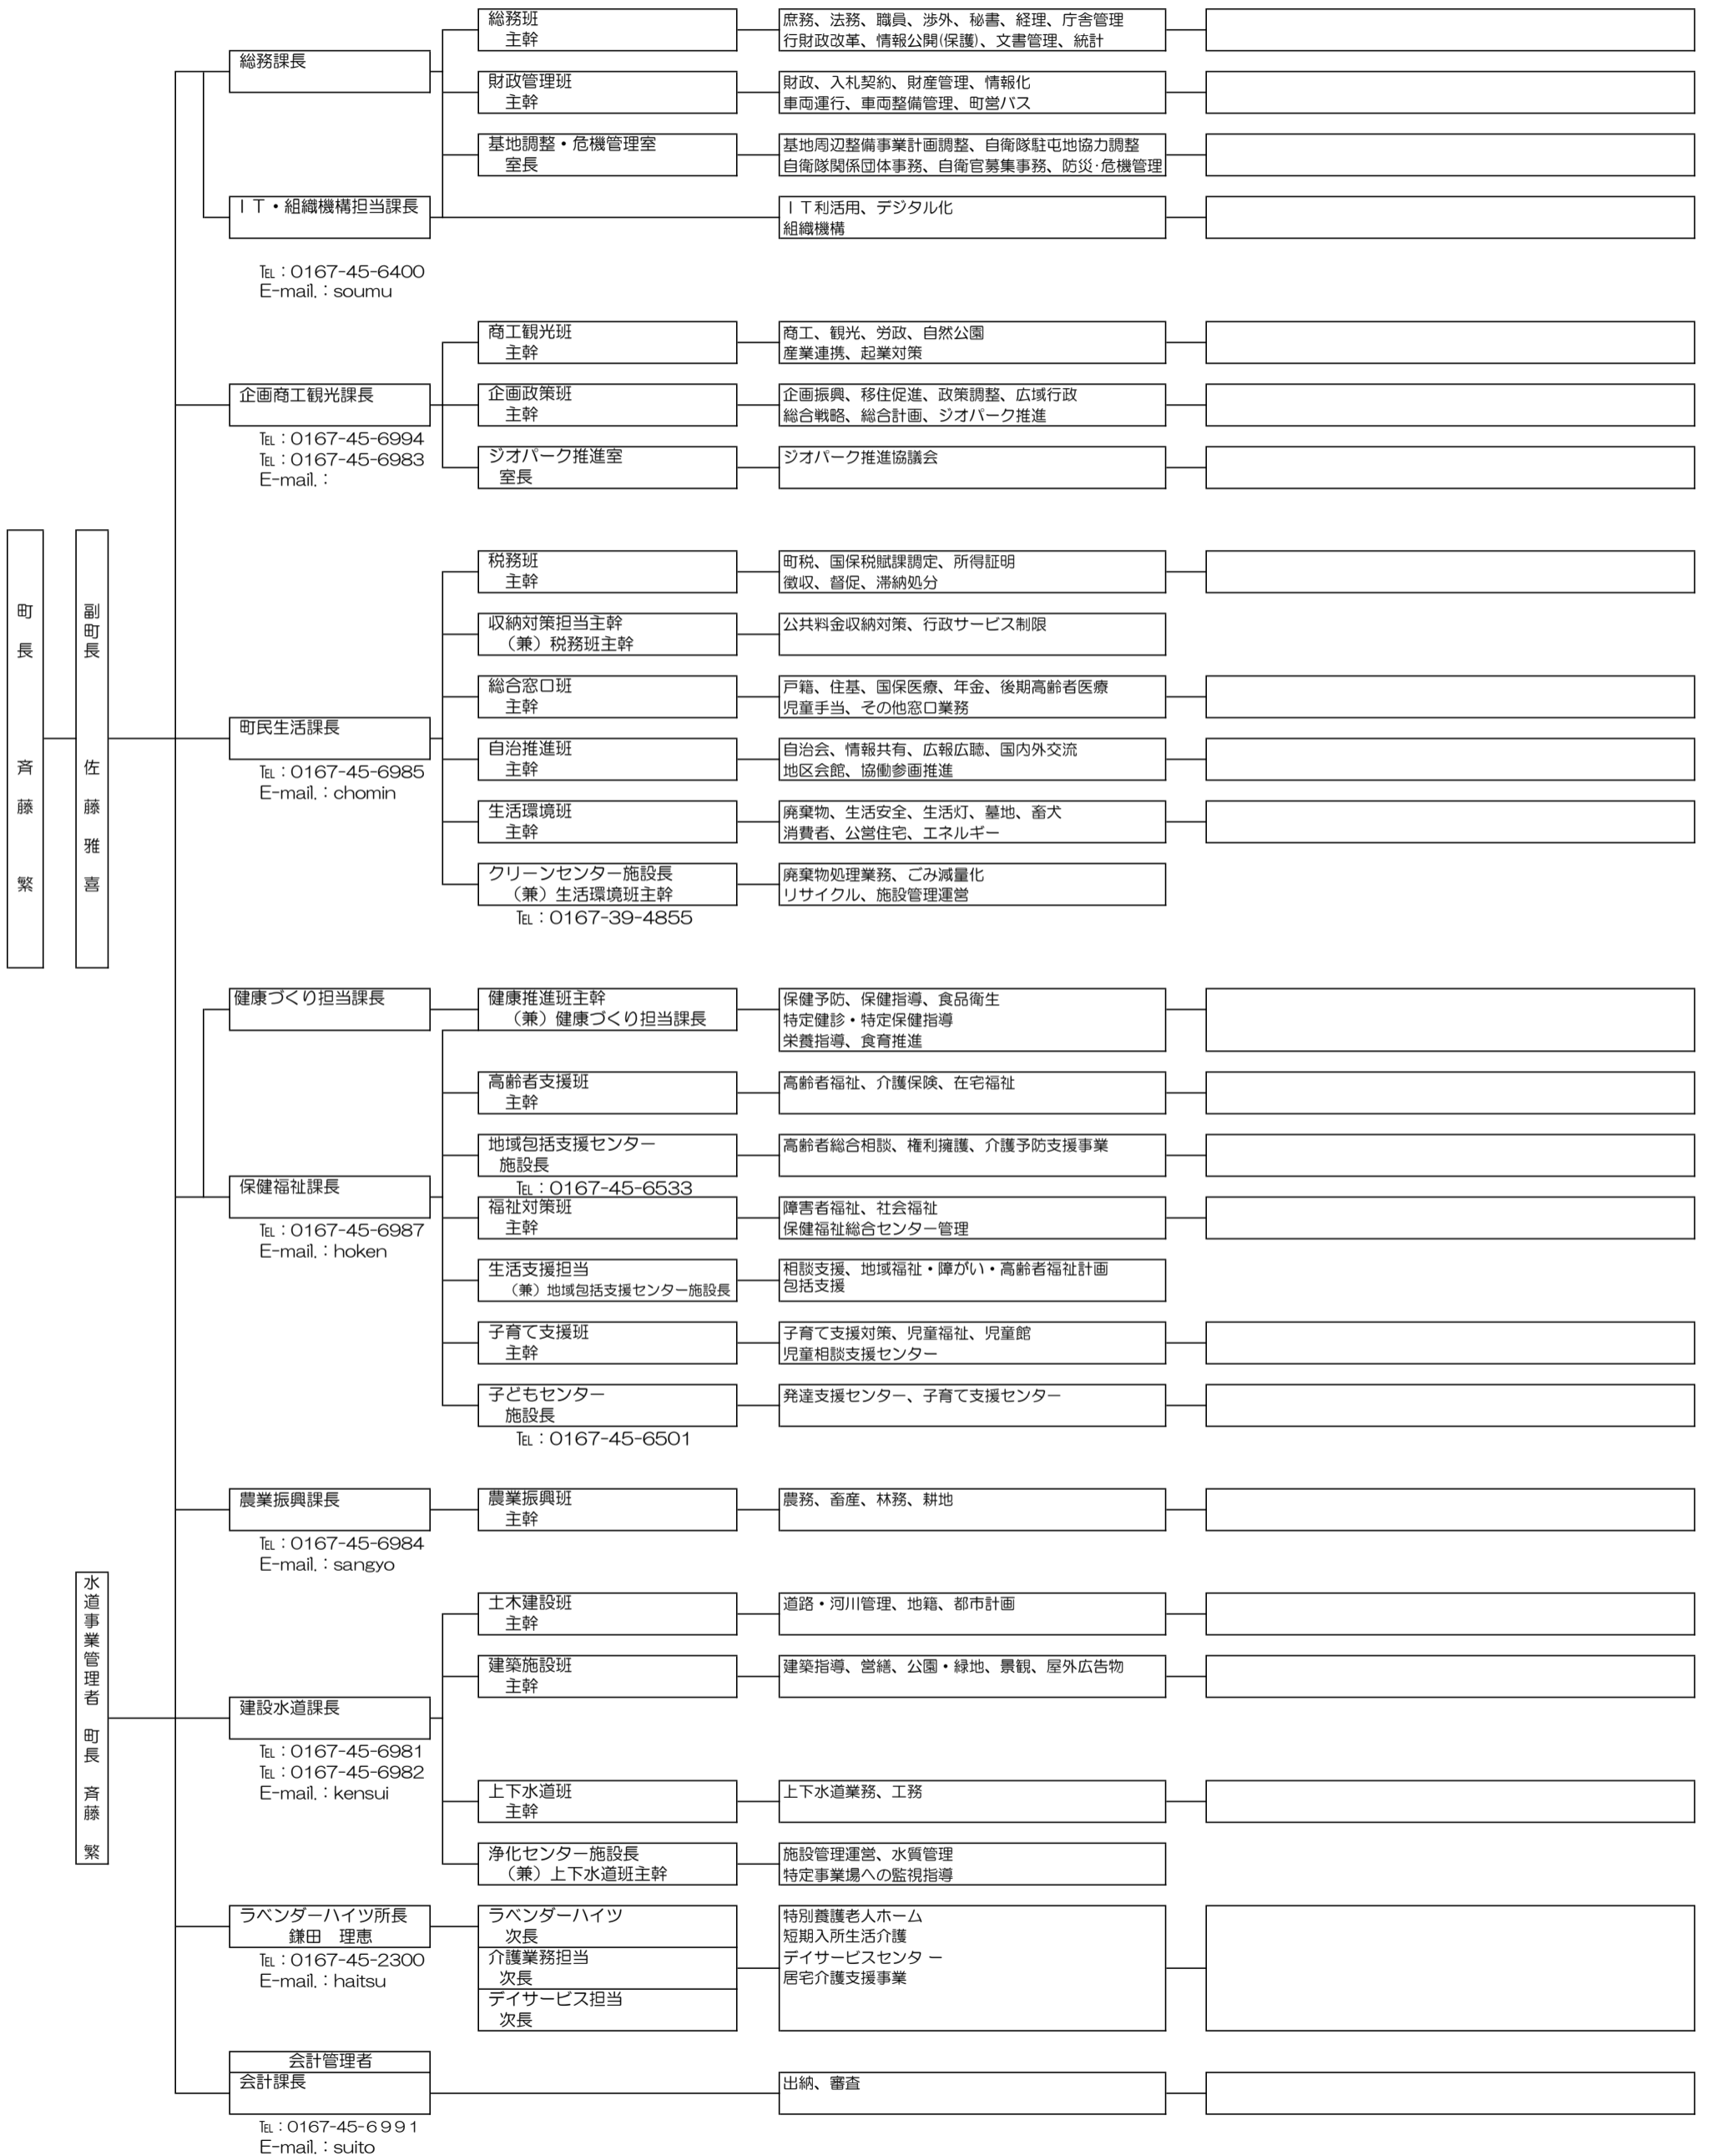 町長　斉藤　繁
副町長　佐藤雅喜
水道事業管理者　町長　斉藤　繁
総務課長
総務班
主幹
庶務、法務、職員、渉外、秘書、経理、庁舎管理
行財政改革、情報公開(保護)、文書管理、統計
財政管理班
主幹
財政、入札契約、財産管理、情報化
車両運行、車両整備管理、町営バス
基地調整・危機管理室
室長
基地周辺整備事業計画調整、自衛隊駐屯地協力調整
自衛隊関係団体事務、自衛官募集事務、防災･危機管理
ＩＴ・組織機構担当課長
ＩＴ利活用、デジタル化
組織機構
℡：0167-45-6400
E-mail.：soumu
企画商工観光課長
℡：0167-45-6994
℡：0167-45-6983
E-mail.：
商工観光班
主幹
商工、観光、労政、自然公園
産業連携、起業対策
企画政策班
主幹
企画振興、移住促進、政策調整、広域行政
総合戦略、総合計画、ジオパーク推進
ジオパーク推進室
室長
ジオパーク推進協議会
町民生活課長
℡：0167-45-6985
E-mail.：chomin
税務班
主幹
町税、国保税賦課調定、所得証明
徴収、督促、滞納処分
収納対策担当主幹
（兼）税務班主幹
公共料金収納対策、行政サービス制限
総合窓口班
主幹
戸籍、住基、国保医療、年金、後期高齢者医療
児童手当、その他窓口業務
自治推進班
主幹
自治会、情報共有、広報広聴、国内外交流
地区会館、協働参画推進
生活環境班
主幹
廃棄物、生活安全、生活灯、墓地、畜犬
消費者、公営住宅、エネルギー
クリーンセンター施設長
（兼）生活環境班主幹
℡：0167-39-4855
廃棄物処理業務、ごみ減量化
リサイクル、施設管理運営
健康づくり担当課長
健康推進班主幹
（兼）健康づくり担当課長
保健予防、保健指導、食品衛生
特定健診・特定保健指導
栄養指導、食育推進
保健福祉課長
℡：0167-45-6987
E-mail.：hoken
高齢者支援班
主幹
高齢者福祉、介護保険、在宅福祉
地域包括支援センター
施設長
℡：0167-45-6533
高齢者総合相談、権利擁護、介護予防支援事業
福祉対策班
主幹
障害者福祉、社会福祉
保健福祉総合センター管理
生活支援担当
（兼）地域包括支援センター施設長
相談支援、地域福祉・障がい・高齢者福祉計画
包括支援
子育て支援班
主幹
子育て支援対策、児童福祉、児童館
児童相談支援センター
子どもセンター
施設長
℡：0167-45-6501
発達支援センター、子育て支援センター
農業振興課長
℡：0167-45-6984
E-mail.：sangyo
農業振興班
主幹
農務、畜産、林務、耕地
建設水道課長
℡：0167-45-6981
℡：0167-45-6982
E-mail.：kensui
土木建設班
主幹
道路・河川管理、地籍、都市計画
建築施設班
主幹
建築指導、営繕、公園・緑地、景観、屋外広告物
上下水道班
主幹
上下水道業務、工務
浄化センター施設長
（兼）上下水道班主幹
施設管理運営、水質管理
特定事業場への監視指導
ラベンダーハイツ所長
鎌田　理恵
℡：0167-45-2300
E-mail.：haitsu
ラベンダーハイツ
次長
介護業務担当
次長
デイサービス担当
次長
特別養護老人ホーム
短期入所生活介護
デイサービスセンタ ー
居宅介護支援事業
会計管理者
会計課長
℡：0167-45-６９９1
E-mail.：suito
出納、審査